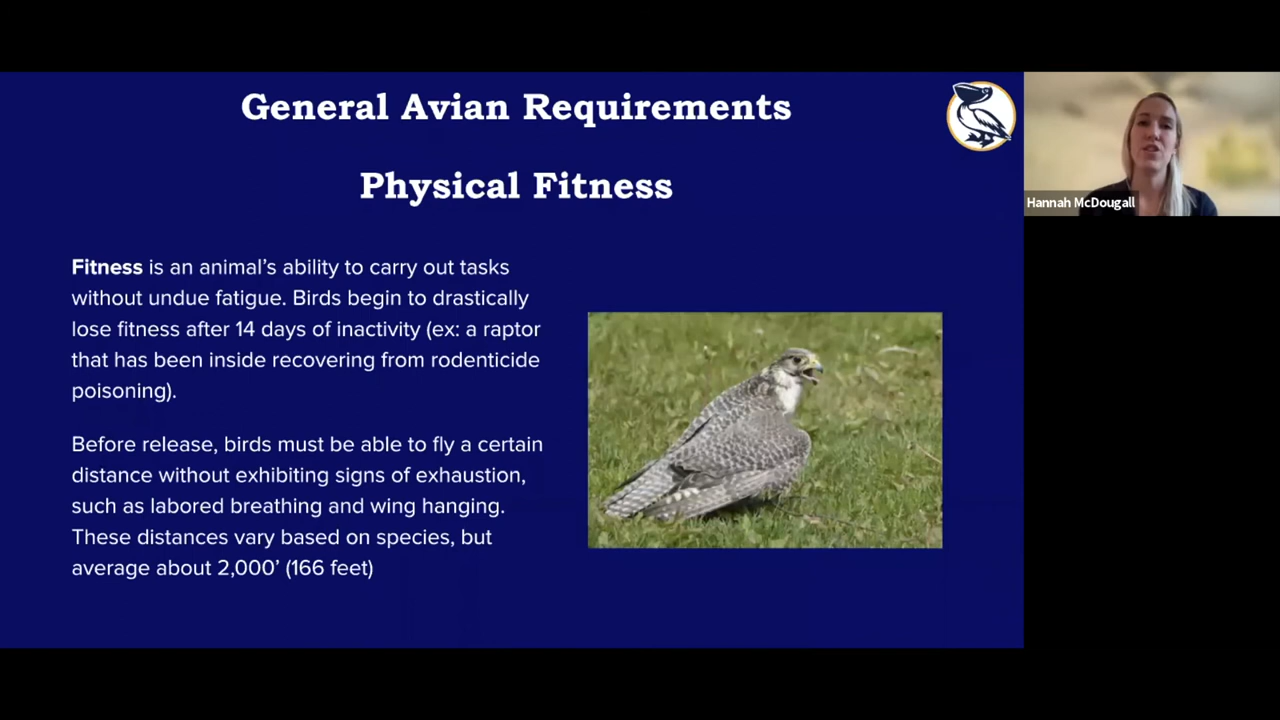 General Avian Requirements
Physical Fitness
Hannah McDougall
Fitness is an animal’s ability to carry out tasks
without undue fatigue. Birds begin to drastically
lose fitness after 14 days of inactivity (ex: a raptor
that has been inside recovering from rodenticide
poisoning).
Before release, birds must be able to fly a certain
distance without exhibiting signs of exhaustion,
such as labored breathing and wing hanging.
These distances vary based on species, but
average about 2,000’ (166 feet)